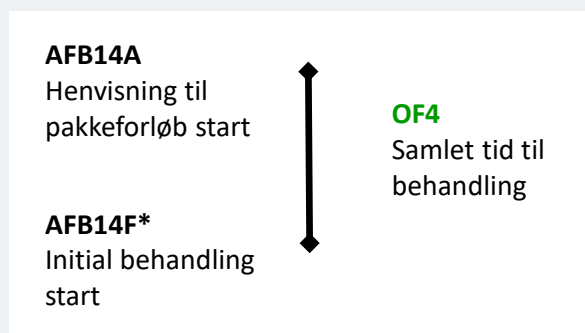 AFB14A
Henvisning til
pakkeforløb start
OF4
Samlet tid til
behandling
AFB14F*
Initial behandling
start